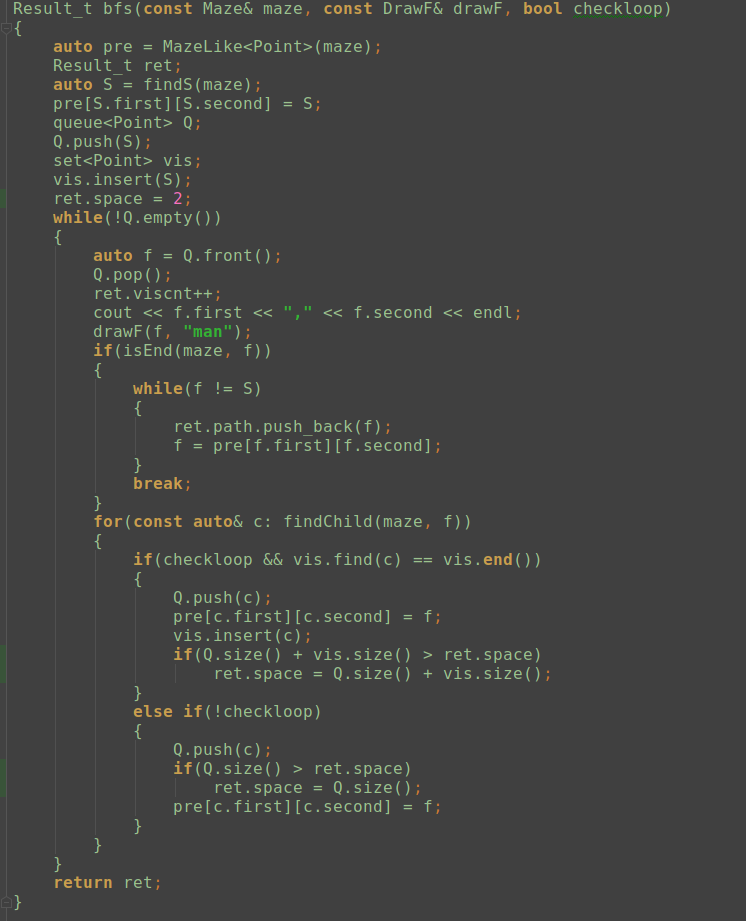 Result_t bfs(const Maze& maze, const DrawF& drawF, bool checkloop)
{
    auto pre = MazeLike<Point>(maze);
    Result_t ret;
    auto S = findS(maze);
    pre[S.first][S.second] = S;
    queue<Point> Q;
    Q.push(S);
    set<Point> vis;
    vis.insert(S);
    ret.space = 2;
    while(!Q.empty())
    {
        auto f = Q.front();
        Q.pop();
        ret.viscnt++;
        cout << f.first << "," << f.second << endl;
        drawF(f, "man");
        if(isEnd(maze, f))
        {
            while(f != S)
            {
                ret.path.push_back(f);
                f = pre[f.first][f.second];
            }
            break;
        }
        for(const auto& c: findChild(maze, f))
        {
            if(checkloop && vis.find(c) == vis.end())
            {
                Q.push(c);
                pre[c.first][c.second] = f;
                vis.insert(c);
                if(Q.size() + vis.size() > ret.space)
                    ret.space = Q.size() + vis.size();
            }
            else if(!checkloop)
            {
                Q.push(c);
                if(Q.size() > ret.space)
                    ret.space = Q.size();
                pre[c.first][c.second] = f;
            }
        }
    }
    return ret;
}